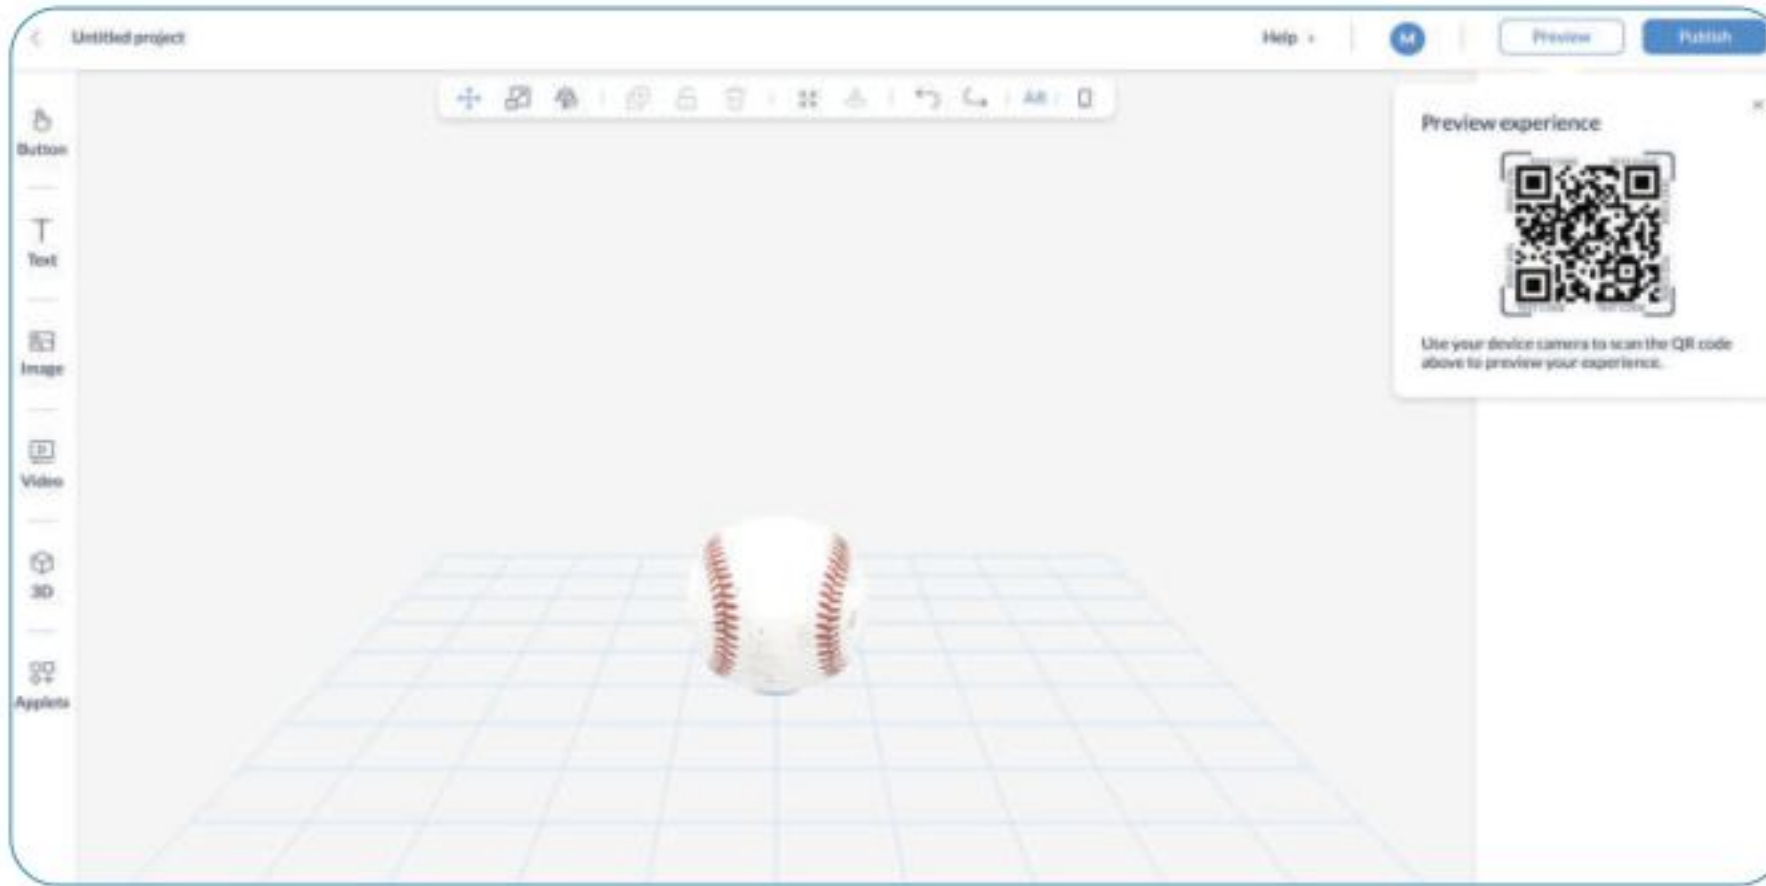 Untitled project
Help
M
Preview
Publish
AR
Button
Text
Image
Video
3D
Applets
Preview experience
Use your device camera to scan the QR code
above to preview your experience.